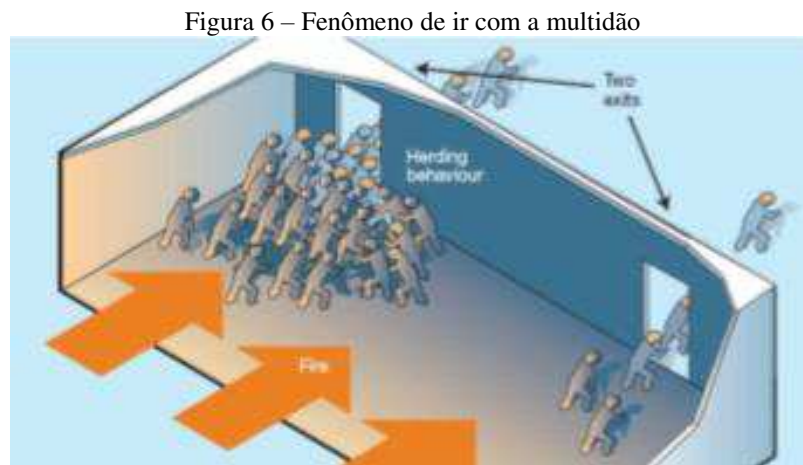 Figura 6 – Fenômeno de ir com a multidão
Two
exits
Herding
behaviour
Fire